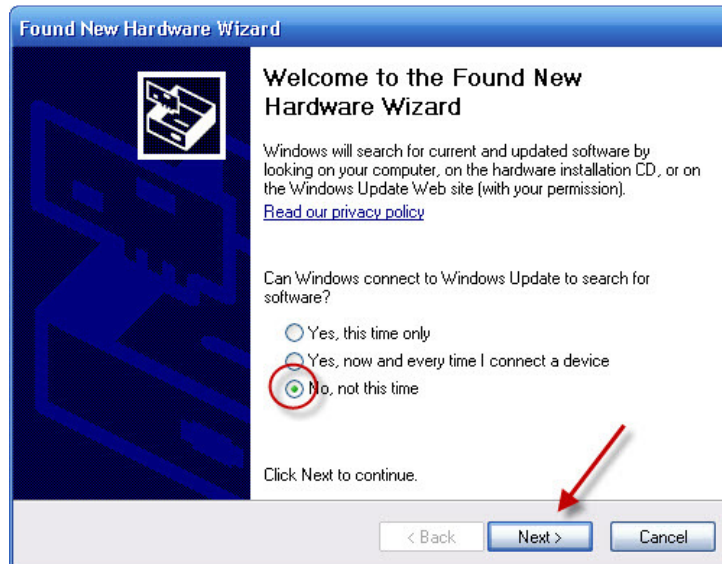 Found New Hardware Wizard
Welcome to the Found New
Hardware Wizard
Windows will search for current and updated software by
looking on your computer, on the hardware installation CD, or on
the Windows Update Web site (with your permission).
Read our privacy policy
Can Windows connect to Windows Update to search for
software?
Yes, this time only
Yes, now and every time I connect a device
No, not this time
Click Next to continue.
< Back Next > Cancel